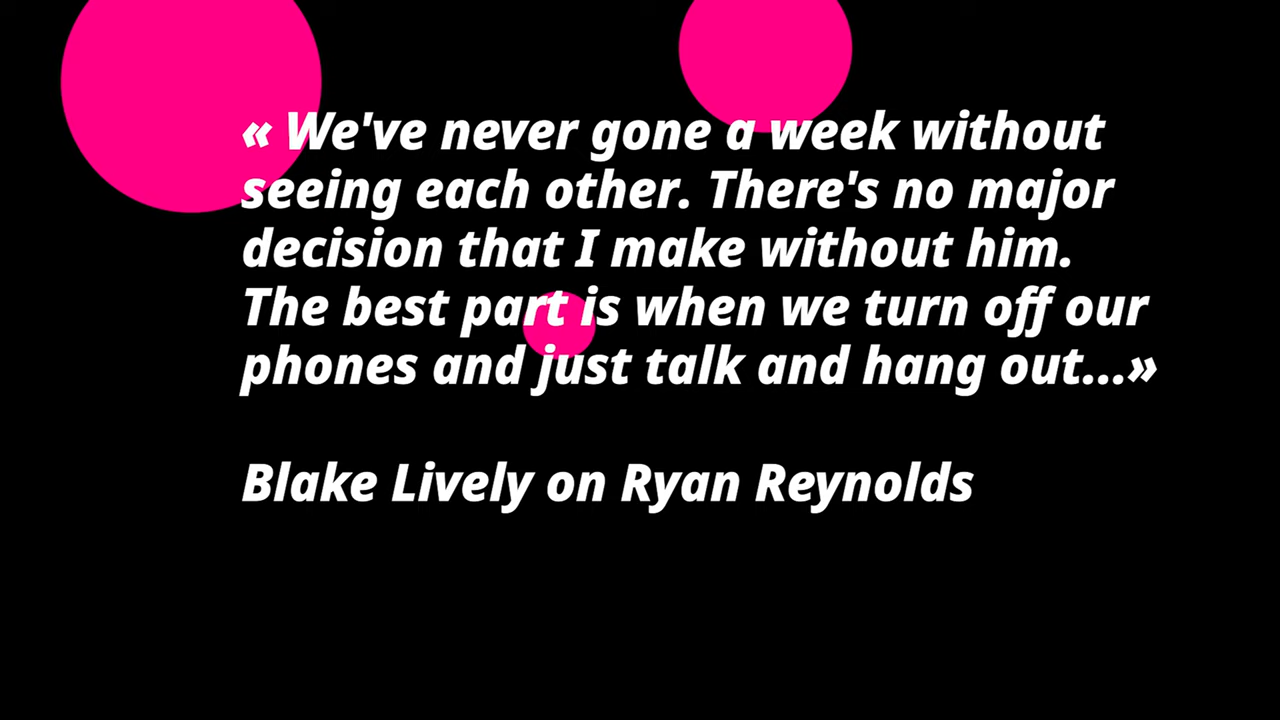 « We've never gone a week without
seeing each other. There's no major
decision that I make without him.
The best part is when we turn off our
phones and just talk and hang out...»
Blake Lively on Ryan Reynolds